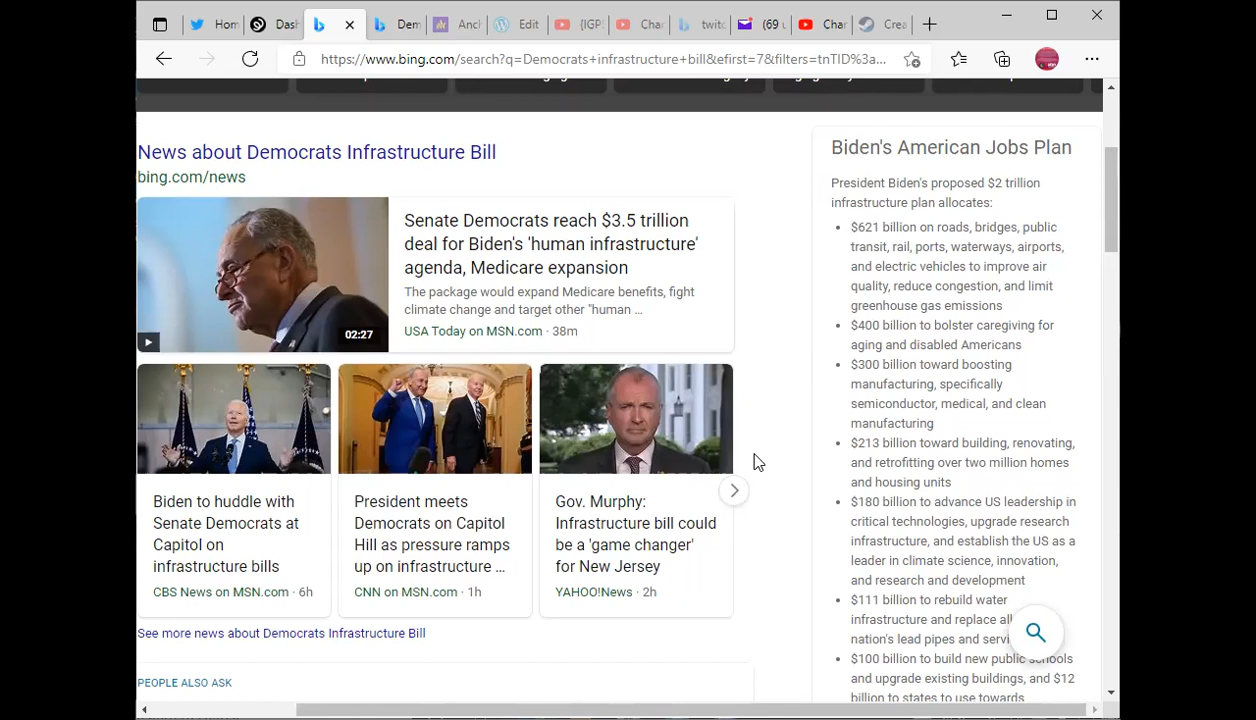 Hom
Dash
Dem
Anch
Edit
{IGP
Cha
twitc
(69 u
Char
Crea
https://www.bing.com/search?q=Democrats+infrastructure+bill&efirst=7&filters=tnTID%3a...
News about Democrats Infrastructure Bill
bing.com/news
02:27
Senate Democrats reach $3.5 trillion
deal for Biden's 'human infrastructure'
agenda, Medicare expansion
The package would expand Medicare benefits, fight
climate change and target other "human ...
USA Today on MSN.com · 38m
Biden to huddle with
Senate Democrats at
Capitol on
infrastructure bills
CBS News on MSN.com · 6h
President meets
Democrats on Capitol
Hill as pressure ramps
up on infrastructure ...
CNN on MSN.com · 1h
Gov. Murphy:
Infrastructure bill could
be a 'game changer'
for New Jersey
YAHOO!News · 2h
See more news about Democrats Infrastructure Bill
PEOPLE ALSO ASK
Biden's American Jobs Plan
President Biden's proposed $2 trillion
infrastructure plan allocates:
• $621 billion on roads, bridges, public
transit, rail, ports, waterways, airports,
and electric vehicles to improve air
quality, reduce congestion, and limit
greenhouse gas emissions
• $400 billion to bolster caregiving for
aging and disabled Americans
• $300 billion toward boosting
manufacturing, specifically
semiconductor, medical, and clean
manufacturing
• $213 billion toward building, renovating,
and retrofitting over two million homes
and housing units
• $180 billion to advance US leadership in
critical technologies, upgrade research
infrastructure, and establish the US as a
leader in climate science, innovation,
and research and development
• $111 billion to rebuild water
infrastructure and replace
nation's lead pipes and
• $100 billion to build new public schools
and upgrade existing buildings, and $12
billion to states to use towards